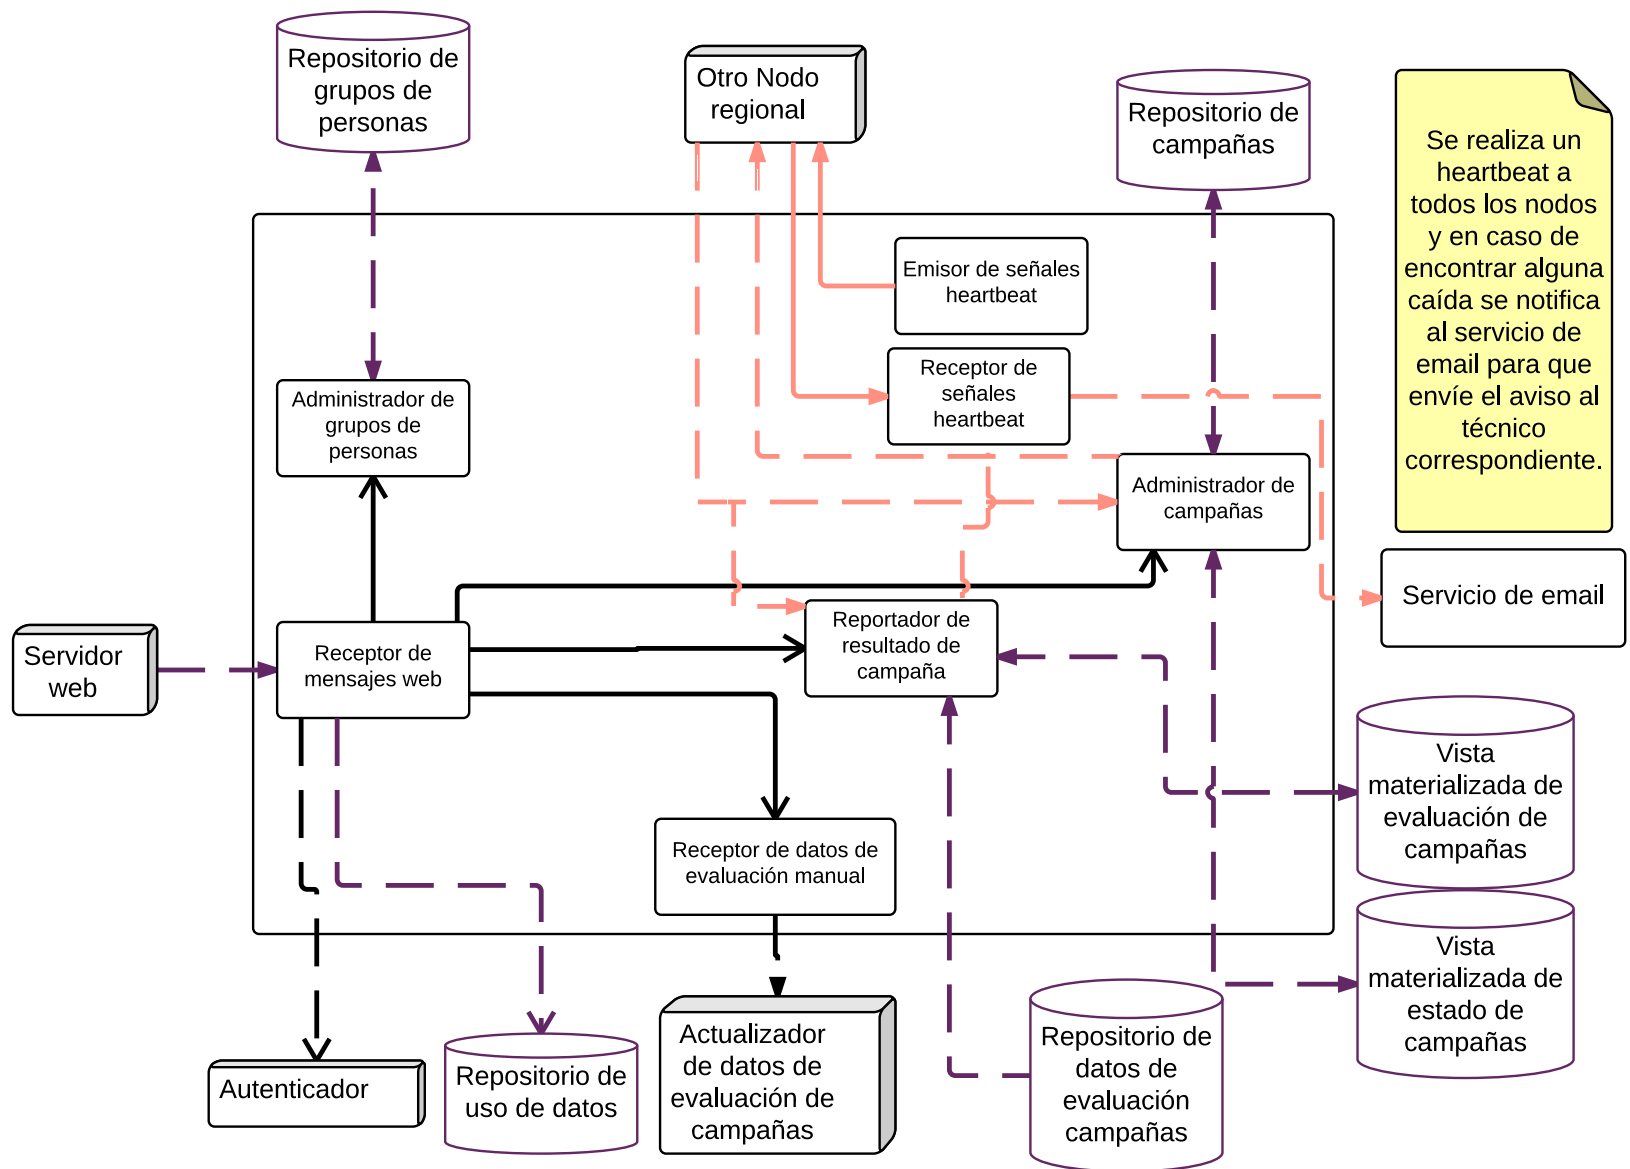 Repositorio de
grupos de
personas
Otro Nodo
regional
Repositorio de
campañas
Se realiza un
heartbeat a
todos los nodos
y en caso de
encontrar alguna
caída se notifica
al servicio de
email para que
envíe el aviso al
técnico
correspondiente.
Emisor de señales
heartbeat
Receptor de
señales
heartbeat
Administrador de
grupos de
personas
Administrador de
campañas
Servicio de email
Servidor
web
Receptor de
mensajes web
Reportador de
resultado de
campaña
Vista
materializada de
evaluación de
campañas
Receptor de datos de
evaluación manual
Vista
materializada de
estado de
campañas
Autenticador
Repositorio de
uso de datos
Actualizador
de datos de
evaluación de
campañas
Repositorio de
datos de
evaluación
campañas